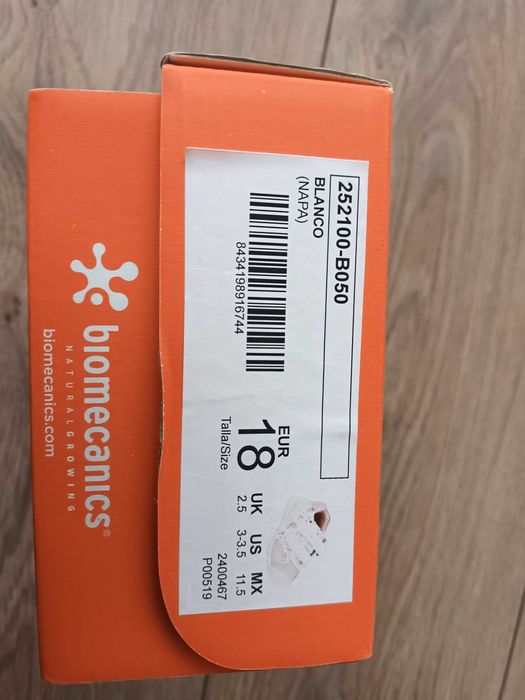 252100-B050
BLANCO
(NAPA)
8434198916744
EUR
18
Talla/Size
UK US MX
2.5 3-3.5 11.5
2400467
P00519
biomecanics®
NATURALGROWING
biomecanics.com